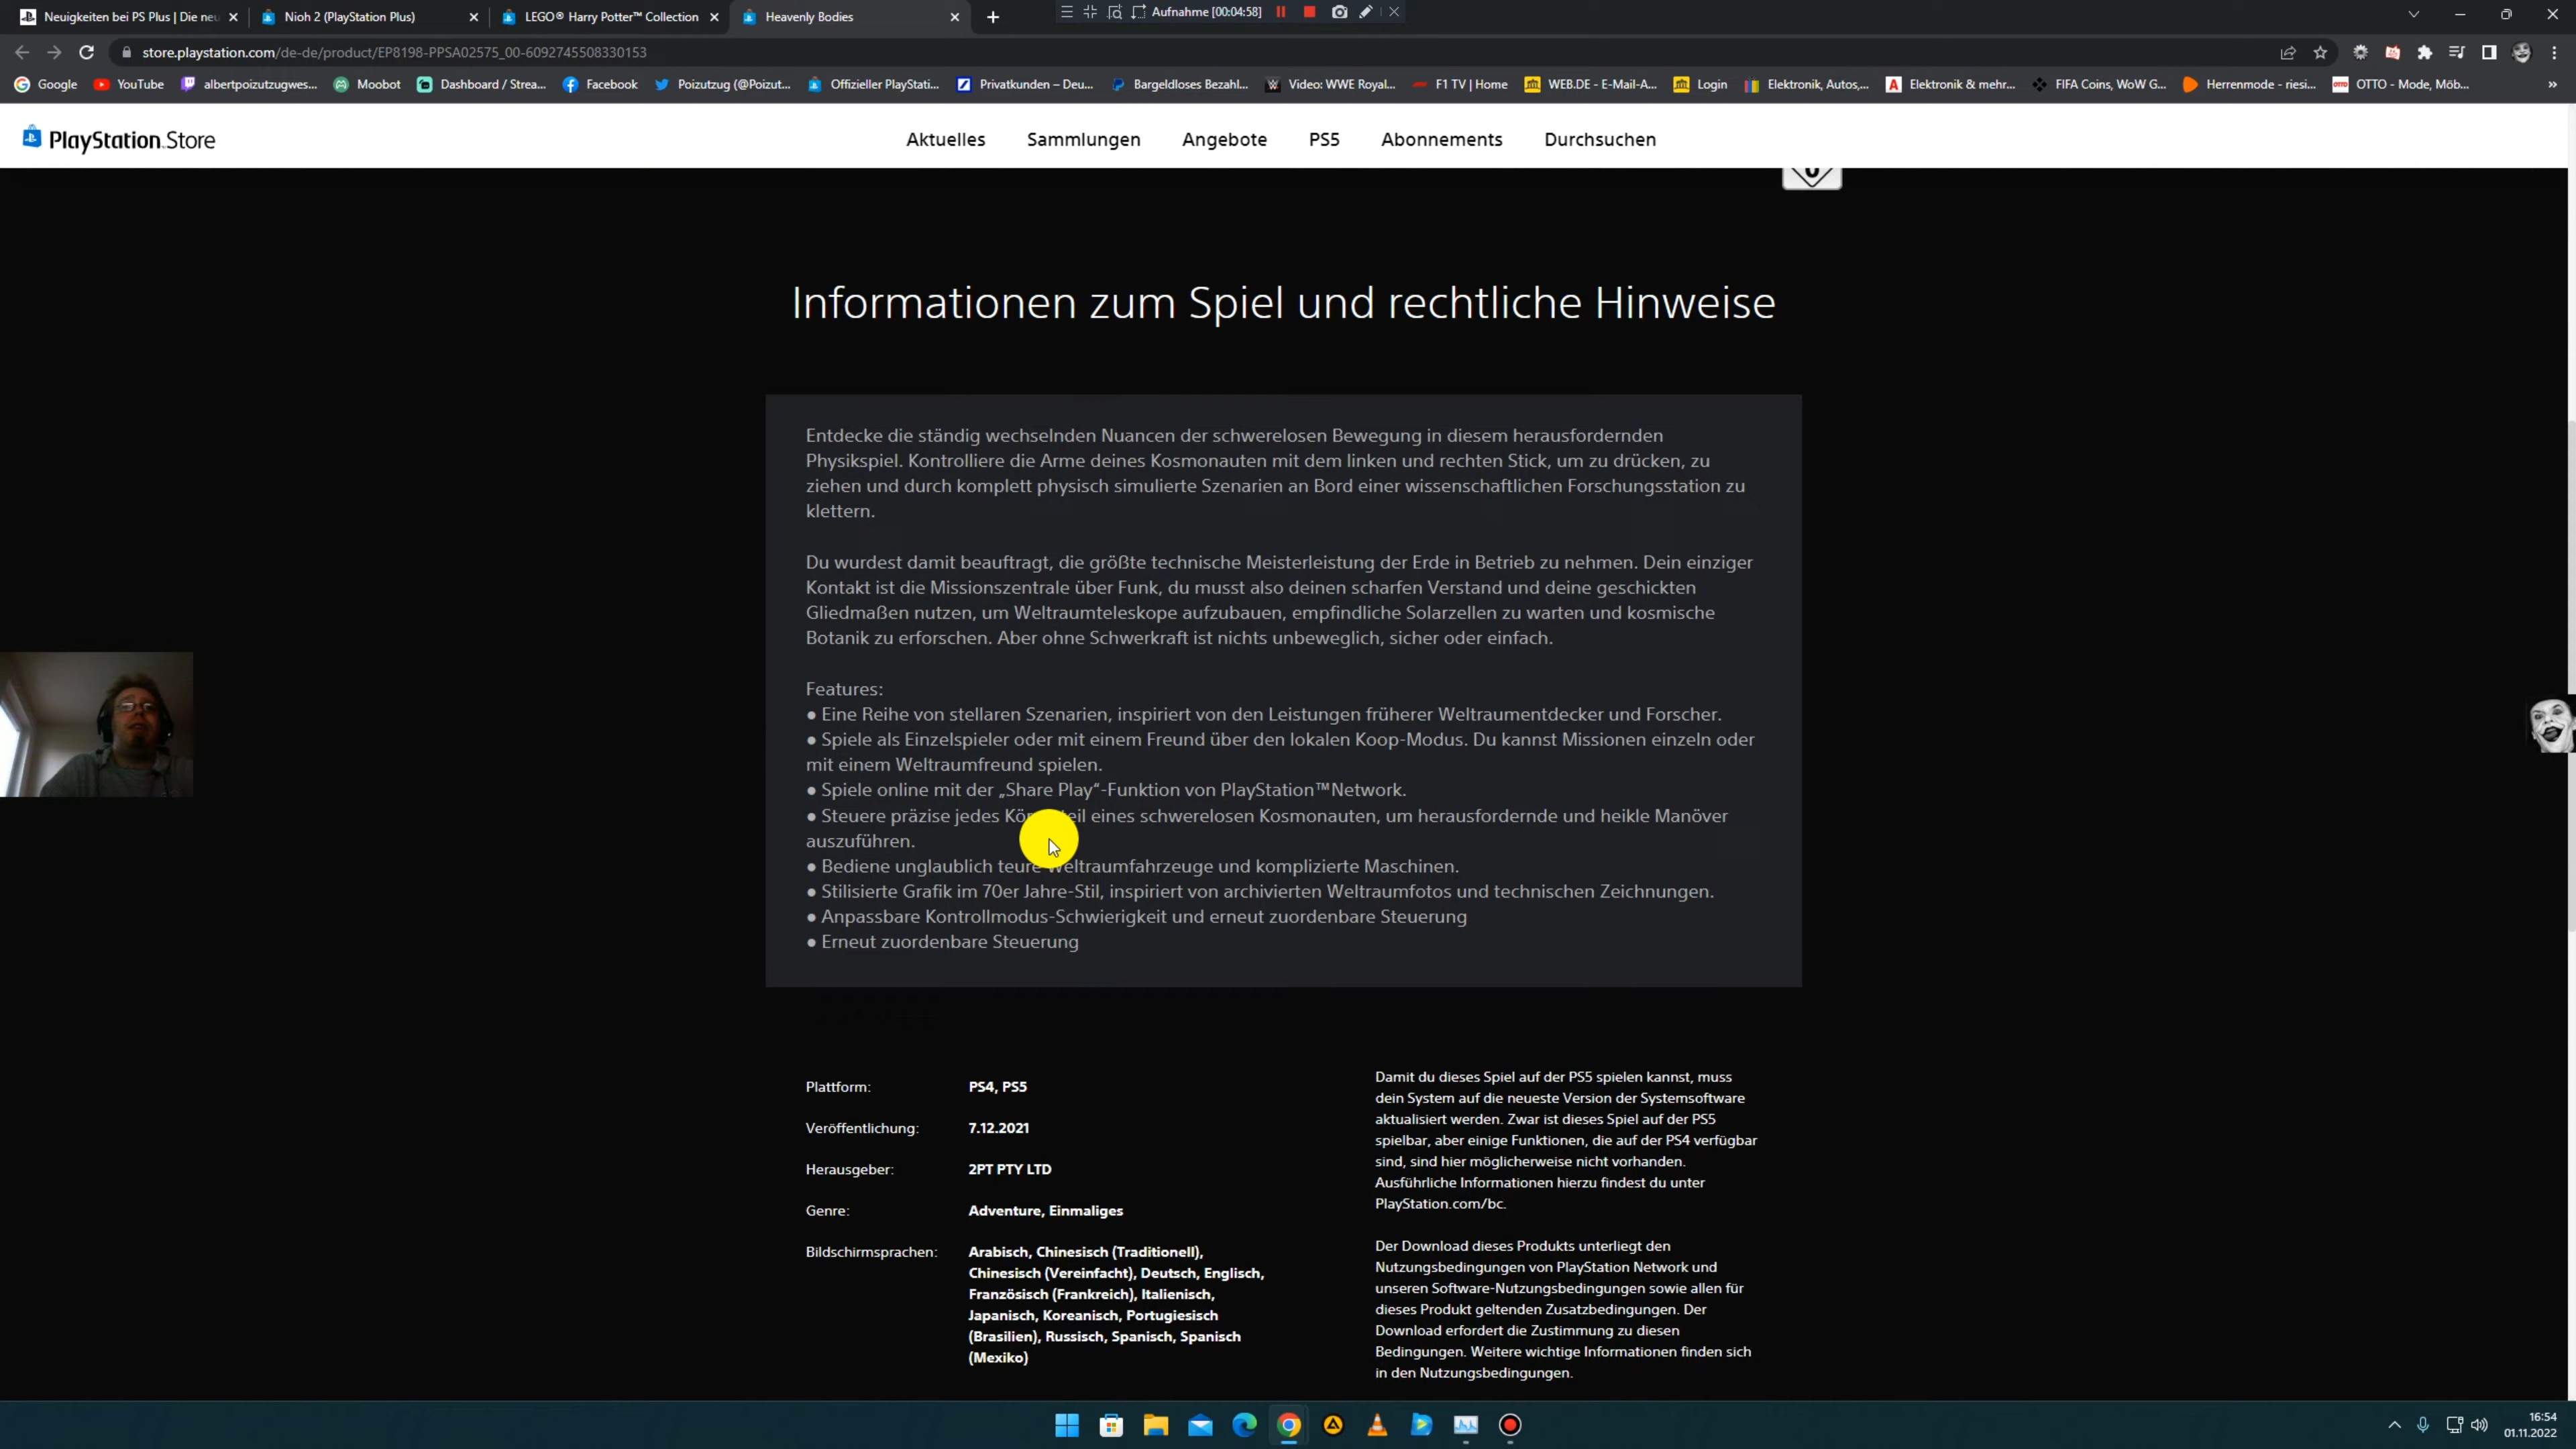 Neuigkeiten bei PS Plus | Die neu
Nioh 2 (PlayStation Plus)
LEGO® Harry Potter™ Collection
Heavenly Bodies
Aufnahme [00:04:58]
store.playstation.com/de-de/product/EP8198-PPSA02575_00-6092745508330153
Google
YouTube
albertpoizutzugwes...
Moobot
Dashboard / Strea...
Facebook
Poizutzug (@Poizut...
Offizieller PlayStati...
Privatkunden – Deu...
Bargeldloses Bezahl...
Video: WWE Royal...
F1 TV | Home
WEB.DE - E-Mail-A...
Login
Elektronik, Autos,...
Elektronik & mehr...
FIFA Coins, WoW G...
Herrenmode - riesi...
OTTO - Mode, Möb...
»
PlayStation Store
Aktuelles
Sammlungen
Angebote
PS5
Abonnements
Durchsuchen
Informationen zum Spiel und rechtliche Hinweise
Entdecke die ständig wechselnden Nuancen der schwerelosen Bewegung in diesem herausfordernden
Physikspiel. Kontrolliere die Arme deines Kosmonauten mit dem linken und rechten Stick, um zu drücken, zu
ziehen und durch komplett physisch simulierte Szenarien an Bord einer wissenschaftlichen Forschungsstation zu
klettern.
Du wurdest damit beauftragt, die größte technische Meisterleistung der Erde in Betrieb zu nehmen. Dein einziger
Kontakt ist die Missionszentrale über Funk, du musst also deinen scharfen Verstand und deine geschickten
Gliedmaßen nutzen, um Weltraumteleskope aufzubauen, empfindliche Solarzellen zu warten und kosmische
Botanik zu erforschen. Aber ohne Schwerkraft ist nichts unbeweglich, sicher oder einfach.
Features:
● Eine Reihe von stellaren Szenarien, inspiriert von den Leistungen früherer Weltraumentdecker und Forscher.
● Spiele als Einzelspieler oder mit einem Freund über den lokalen Koop-Modus. Du kannst Missionen einzeln oder
mit einem Weltraumfreund spielen.
● Spiele online mit der „Share Play“-Funktion von PlayStation™Network.
● Steuere präzise jedes eines schwerelosen Kosmonauten, um herausfordernde und heikle Manöver
auszuführen.
● Bediene unglaublich teure Weltraumfahrzeuge und komplizierte Maschinen.
● Stilisierte Grafik im 70er Jahre-Stil, inspiriert von archivierten Weltraumfotos und technischen Zeichnungen.
● Anpassbare Kontrollmodus-Schwierigkeit und erneut zuordenbare Steuerung
● Erneut zuordenbare Steuerung
Plattform: PS4, PS5
Veröffentlichung: 7.12.2021
Herausgeber: 2PT PTY LTD
Genre: Adventure, Einmaliges
Bildschirmsprachen: Arabisch, Chinesisch (Traditionell),
Chinesisch (Vereinfacht), Deutsch, Englisch,
Französisch (Frankreich), Italienisch,
Japanisch, Koreanisch, Portugiesisch
(Brasilien), Russisch, Spanisch, Spanisch
(Mexiko)
Damit du dieses Spiel auf der PS5 spielen kannst, muss
dein System auf die neueste Version der Systemsoftware
aktualisiert werden. Zwar ist dieses Spiel auf der PS5
spielbar, aber einige Funktionen, die auf der PS4 verfügbar
sind, sind hier möglicherweise nicht vorhanden.
Ausführliche Informationen hierzu findest du unter
PlayStation.com/bc.
Der Download dieses Produkts unterliegt den
Nutzungsbedingungen von PlayStation Network und
unseren Software-Nutzungsbedingungen sowie allen für
dieses Produkt geltenden Zusatzbedingungen. Der
Download erfordert die Zustimmung zu diesen
Bedingungen. Weitere wichtige Informationen finden sich
in den Nutzungsbedingungen.
16:54
01.11.2022